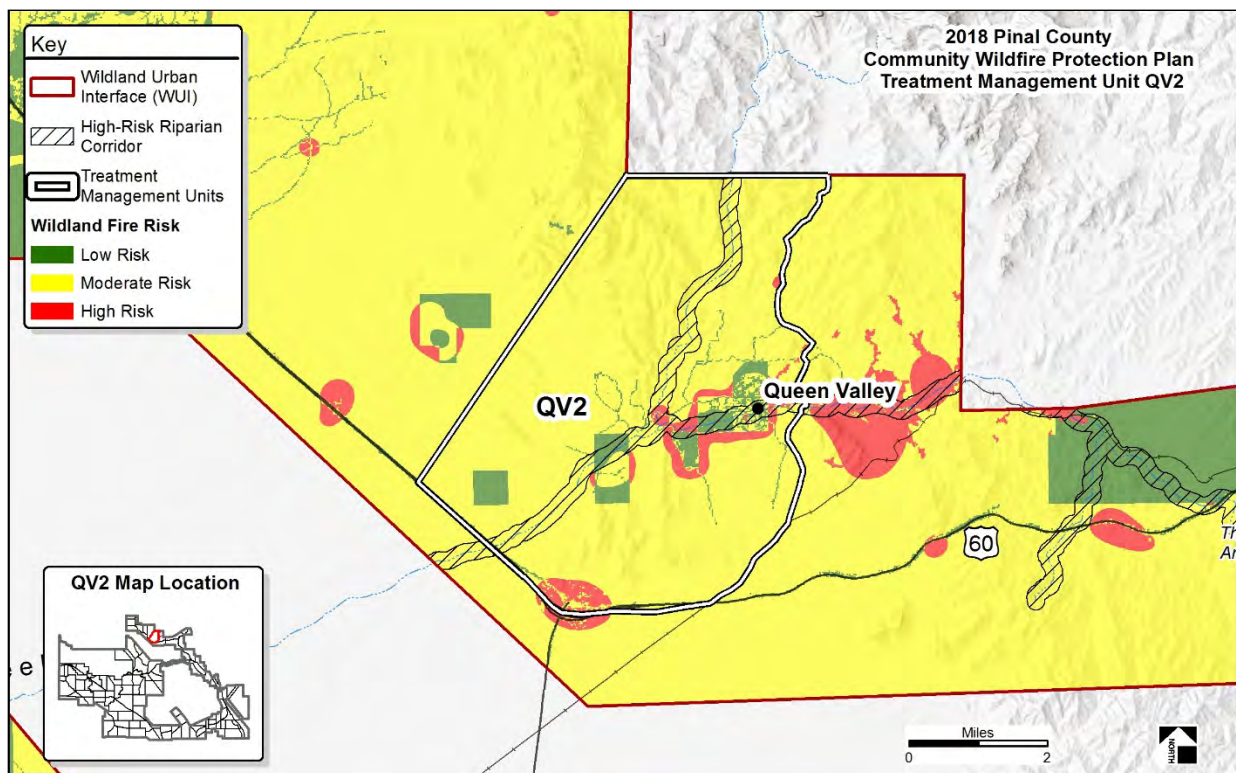 2018 Pinal County
Community Wildfire Protection Plan
Treatment Management Unit QV2
Key
Wildland Urban
Interface (WUI)
High-Risk Riparian
Corridor
Treatment
Management Units
Wildland Fire Risk
Low Risk
Moderate Risk
High Risk
QV2
Queen Valley
60
Th
Ar
QV2 Map Location
e e
Miles
0
2
NORTH